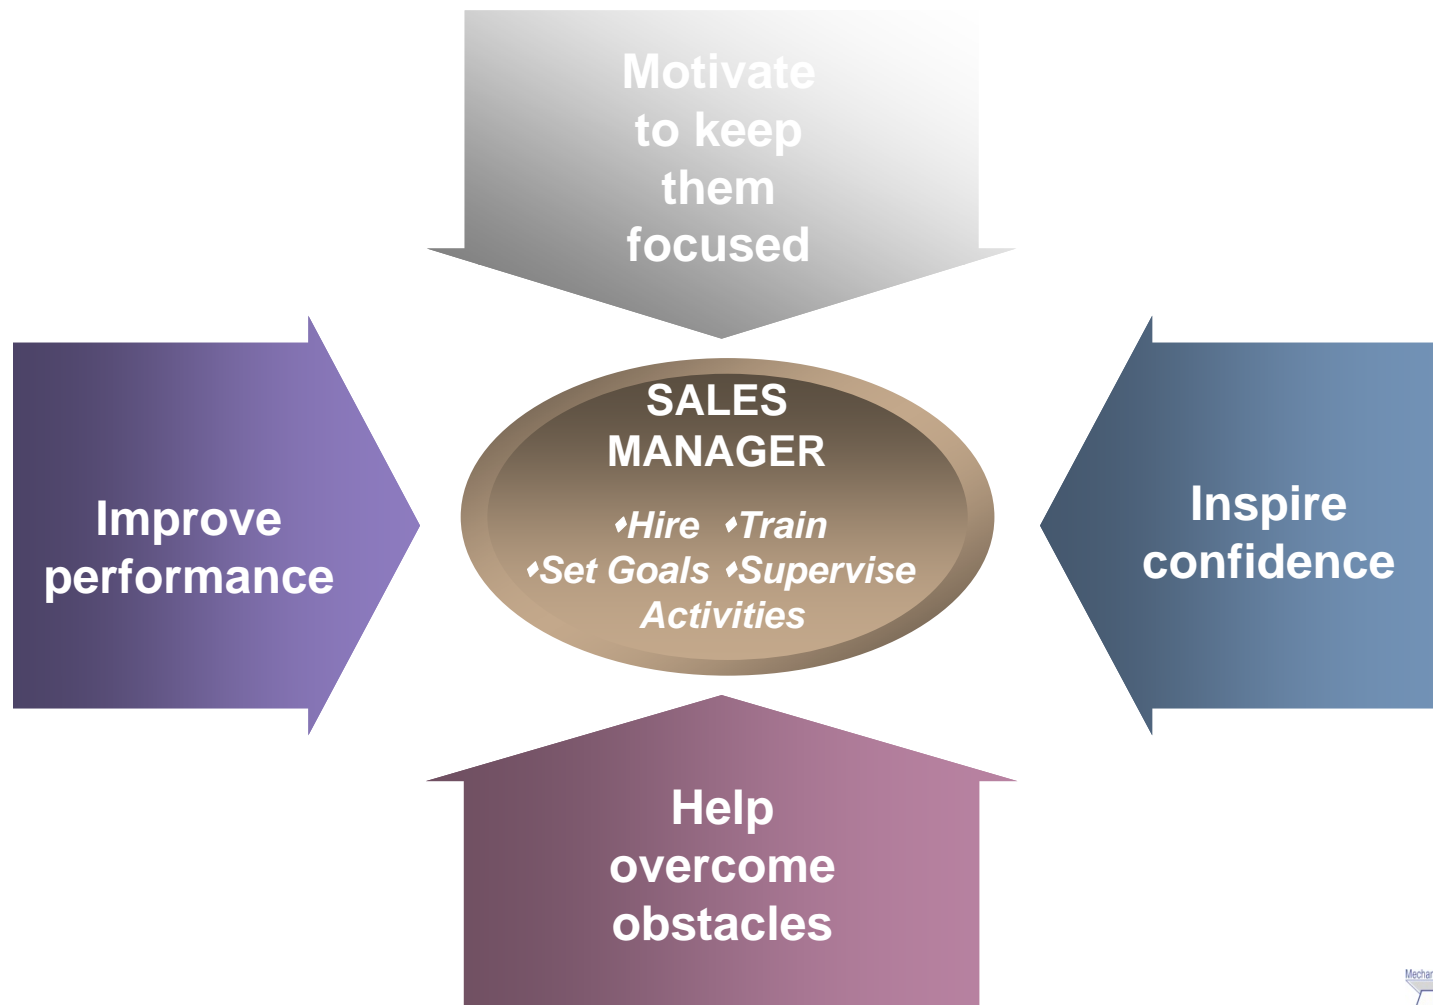 Motivate
to keep
them
focused
SALES
MANAGER
♦Hire ♦Train
♦Set Goals ♦Supervise
Activities
Improve
performance
Inspire
confidence
Help
overcome
obstacles